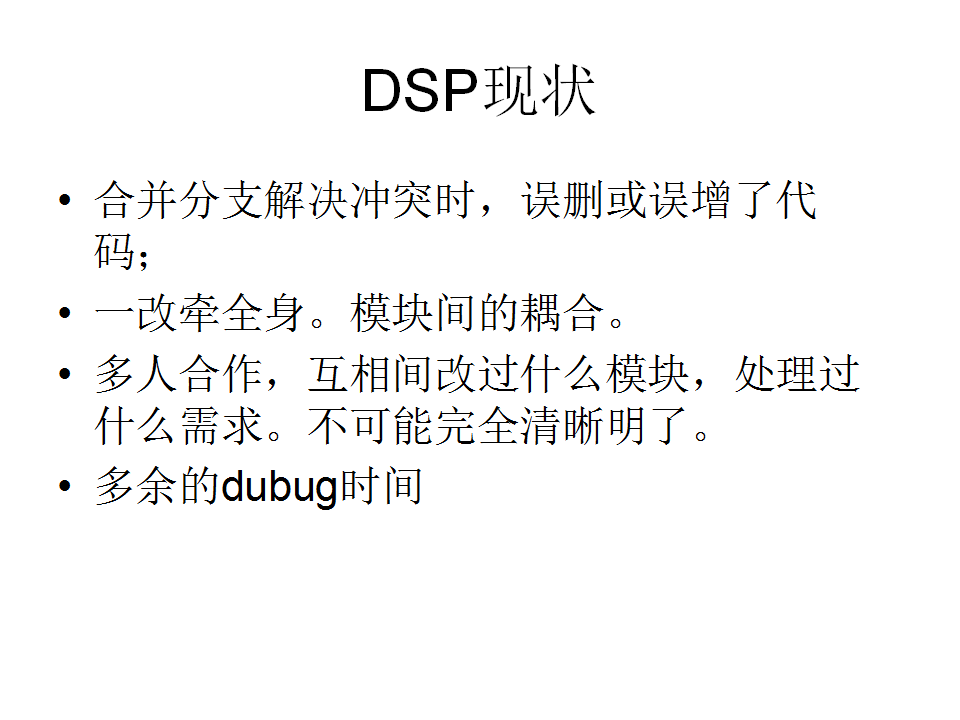 DSP现状
• 合并分支解决冲突时，误删或误增了代
码；
• 一改牵全身。模块间的耦合。
• 多人合作，互相间改过什么模块，处理过
什么需求。不可能完全清晰明了。
• 多余的dubug时间